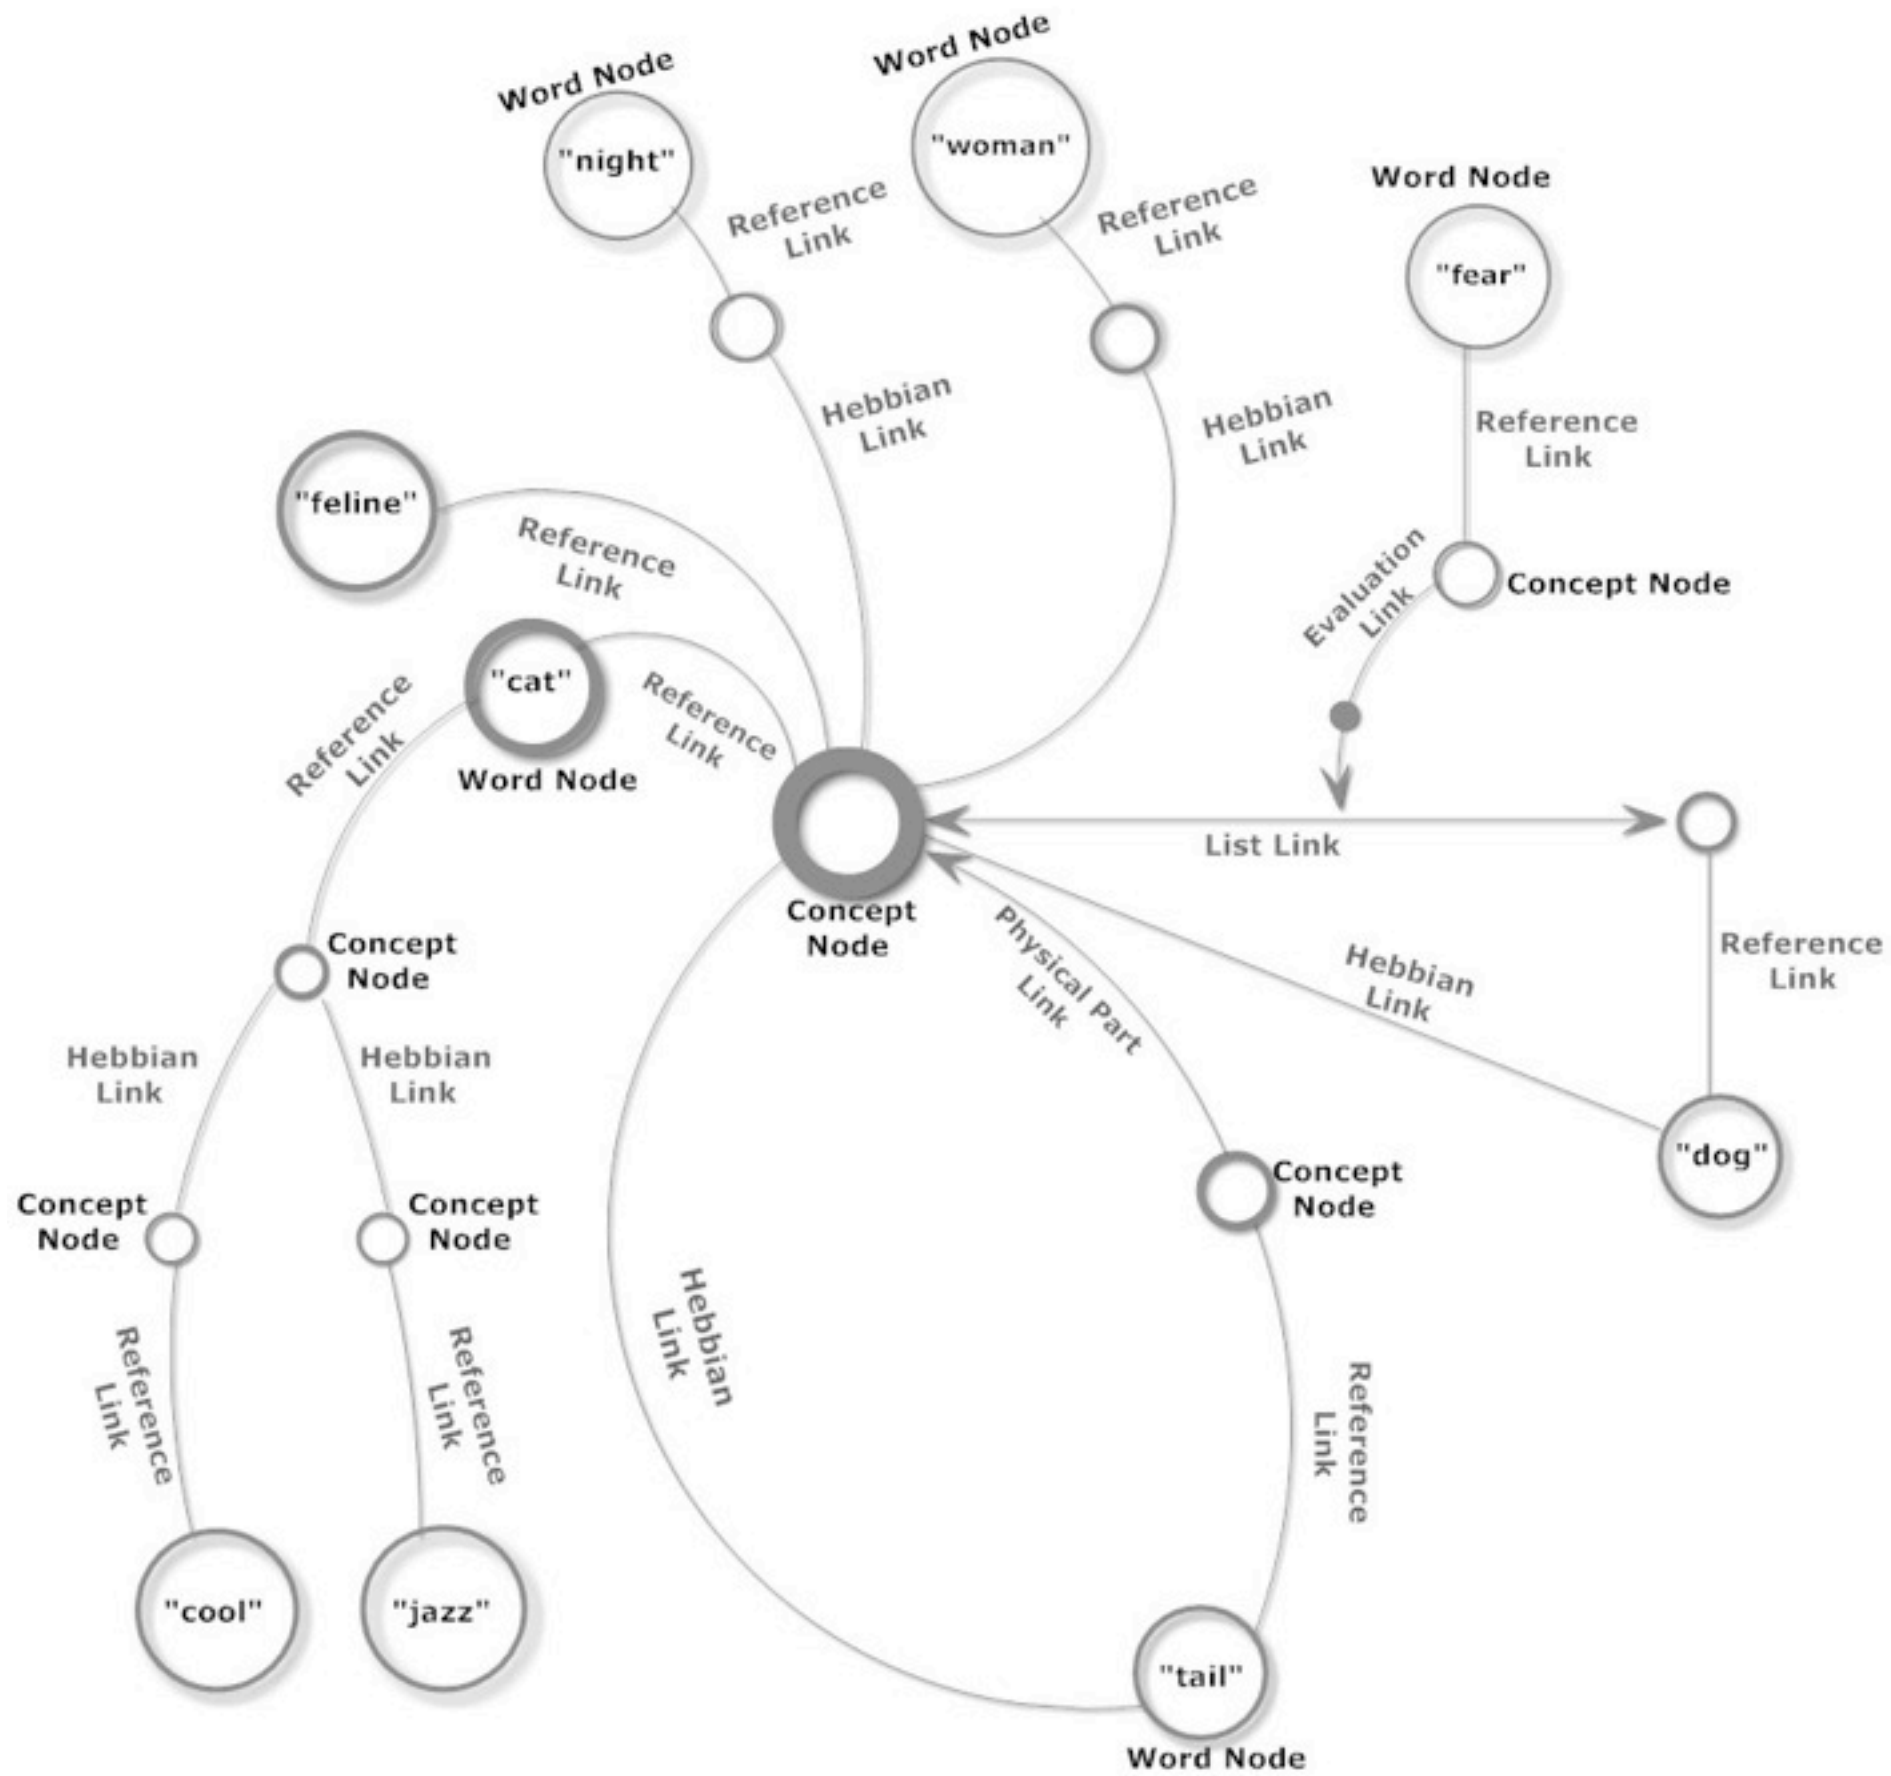 Word Node
"night"
Reference
Link
Hebbian
Link
Word Node
"woman"
Reference
Link
Hebbian
Link
Word Node
"fear"
Reference
Link
Evaluation
Link
Concept Node
"feline"
Reference
Link
"cat"
Word Node
Reference
Link
Reference
Link
Concept
Node
List Link
Reference
Link
Hebbian
Link
"dog"
Physical Part
Link
Concept
Node
Reference
Link
Hebbian
Link
"tail"
Word Node
Concept
Node
Hebbian
Link
Hebbian
Link
Concept
Node
Concept
Node
Reference
Link
Reference
Link
"cool"
"jazz"